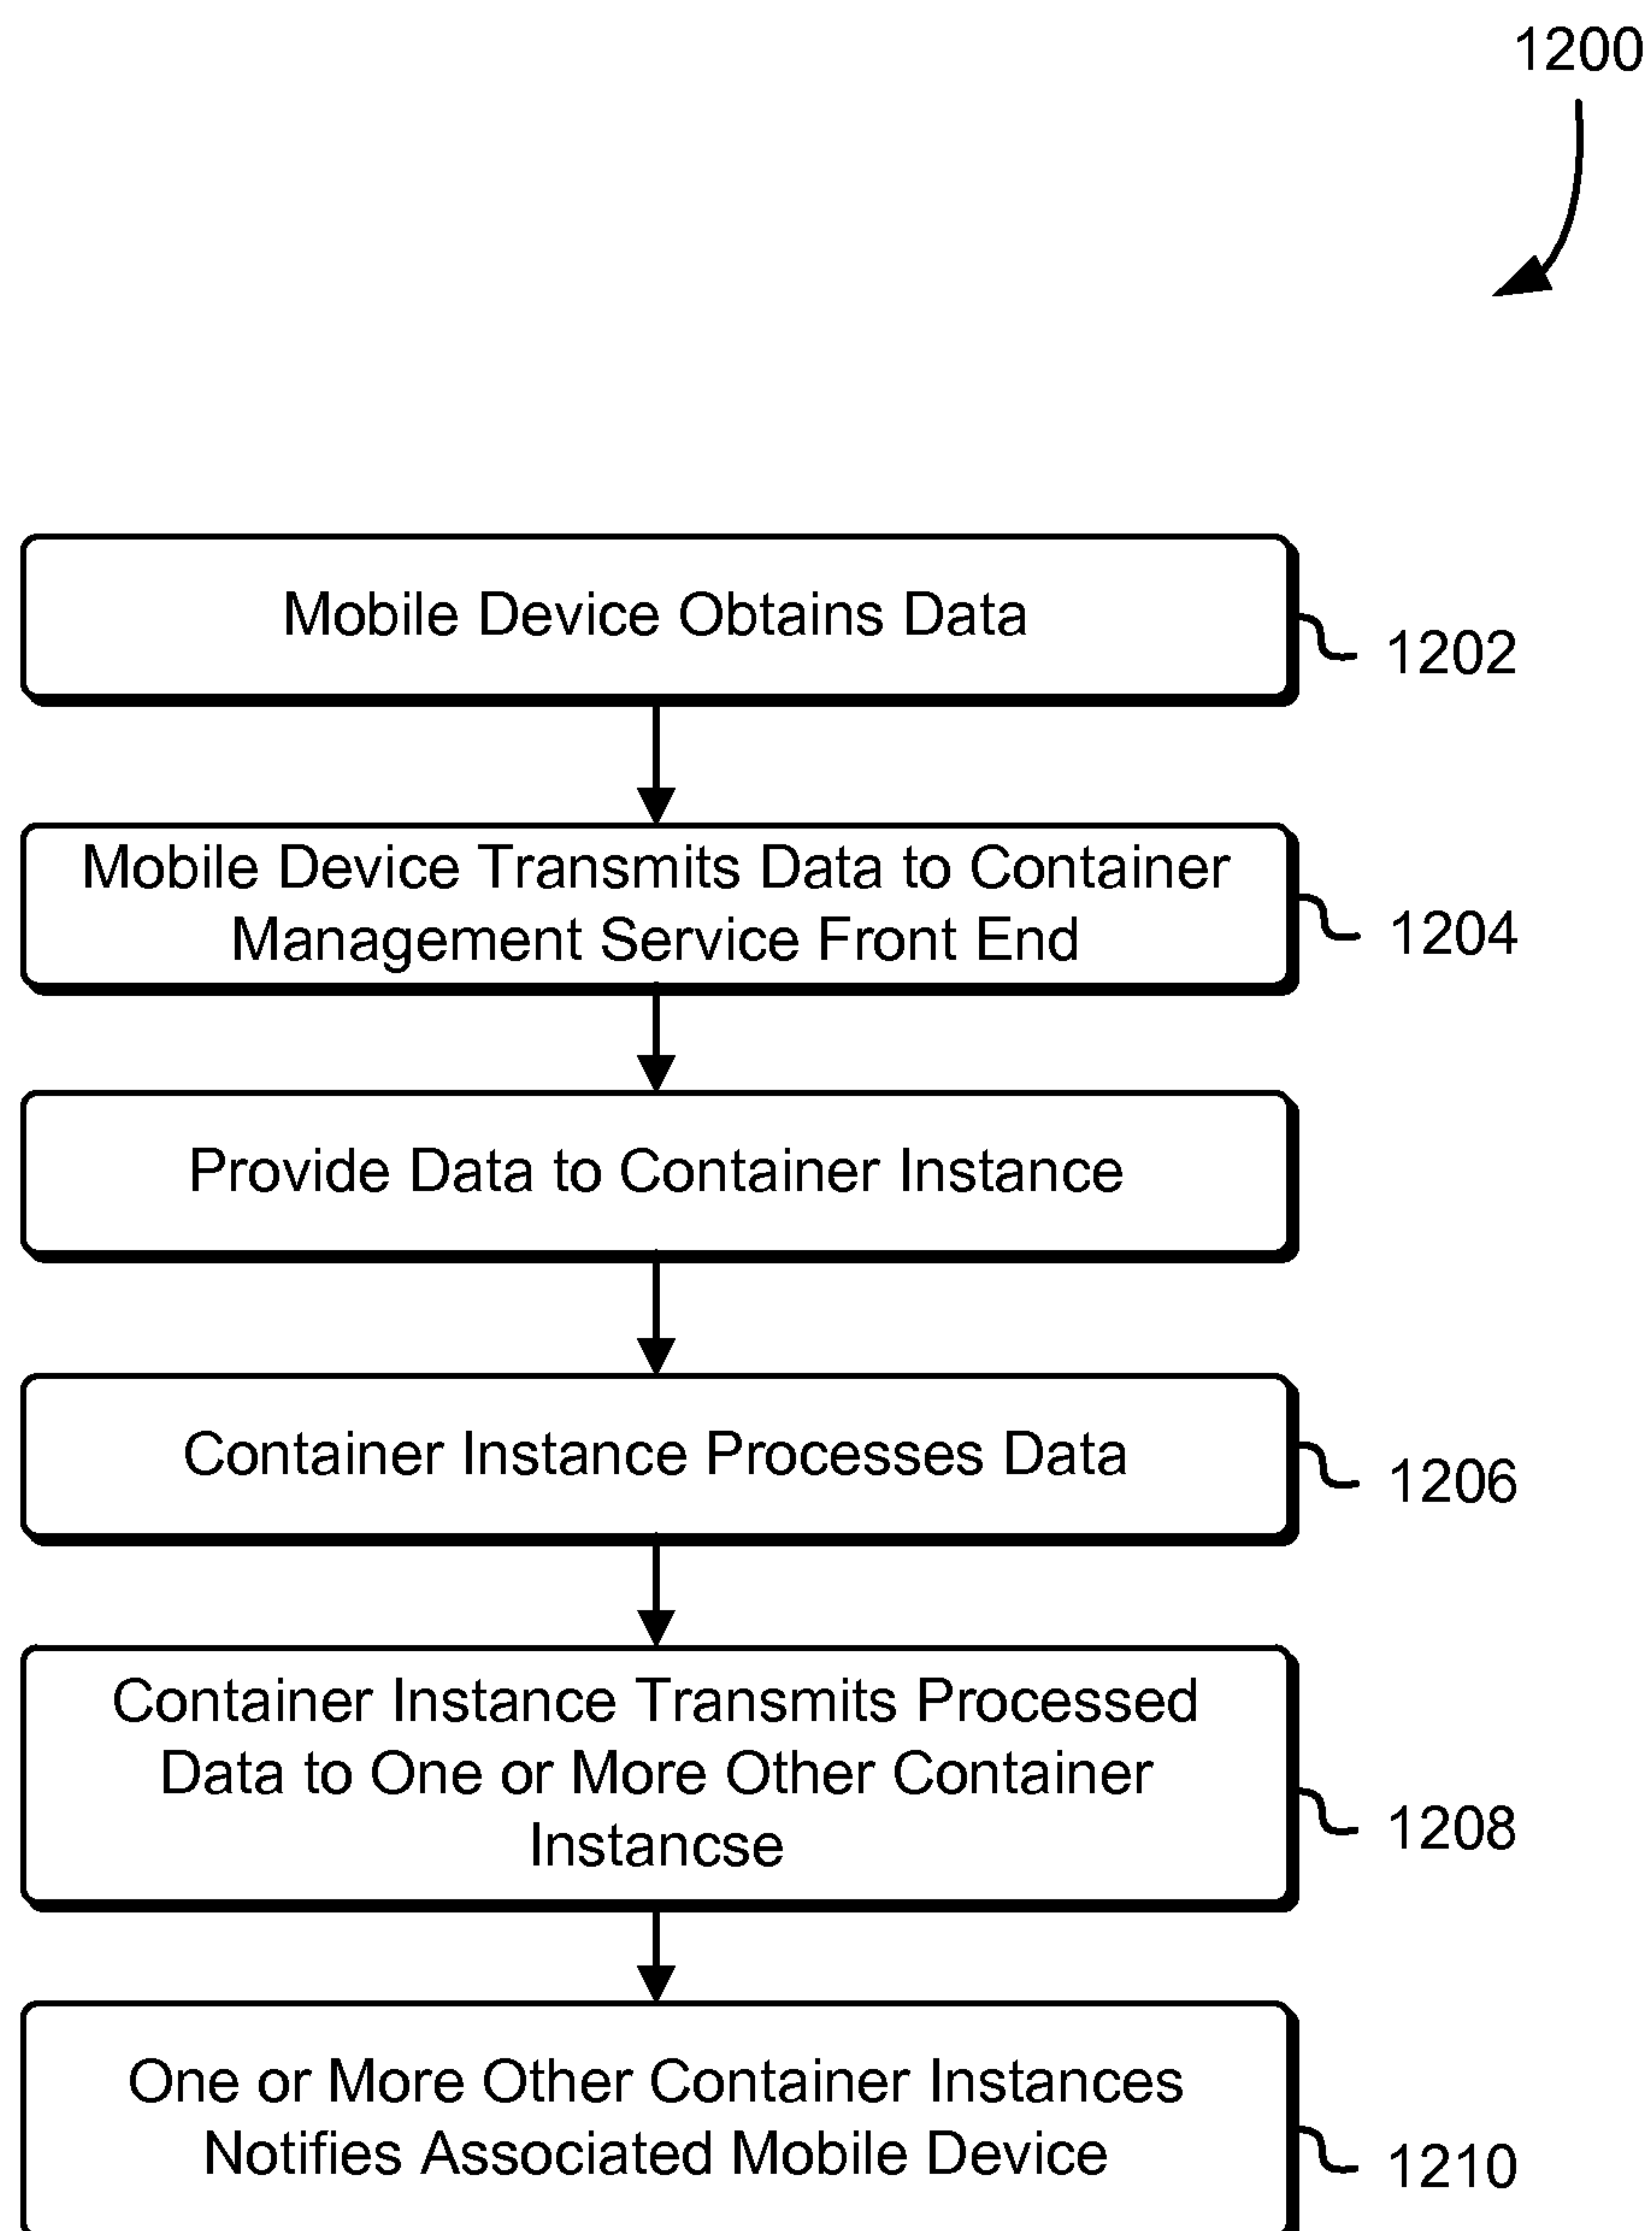 1200
Mobile Device Obtains Data
1202
Mobile Device Transmits Data to Container
Management Service Front End
1204
Provide Data to Container Instance
Container Instance Processes Data
1206
Container Instance Transmits Processed
Data to One or More Other Container
Instancse
1208
One or More Other Container Instances
Notifies Associated Mobile Device
1210